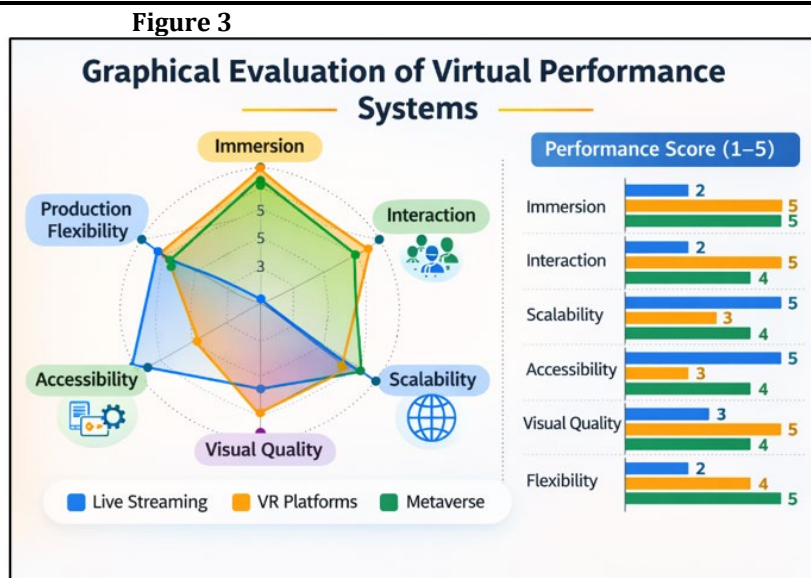 Figure 3
Graphical Evaluation of Virtual Performance
Systems
Immersion
Production
Flexibility
Interaction
5
5
3
Accessibility
Scalability
Visual Quality
Live Streaming
VR Platforms
Metaverse
Performance Score (1–5)
Immersion
2
5
5
Interaction
2
5
4
Scalability
5
3
4
Accessibility
5
3
4
Visual Quality
3
5
4
Flexibility
2
4
5